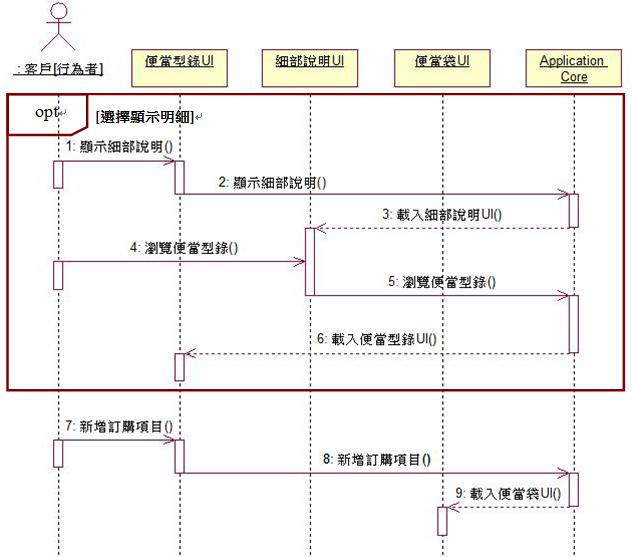 : 客戶[行為者]
便當型錄UI
細部說明UI
便當袋UI
Application
Core
opt
[選擇顯示明細]
1: 顯示細部說明()
2: 顯示細部說明()
3: 載入細部說明UI()
4: 瀏覽便當型錄()
5: 瀏覽便當型錄()
6: 載入便當型錄UI()
7: 新增訂購項目()
8: 新增訂購項目()
9: 載入便當袋UI()